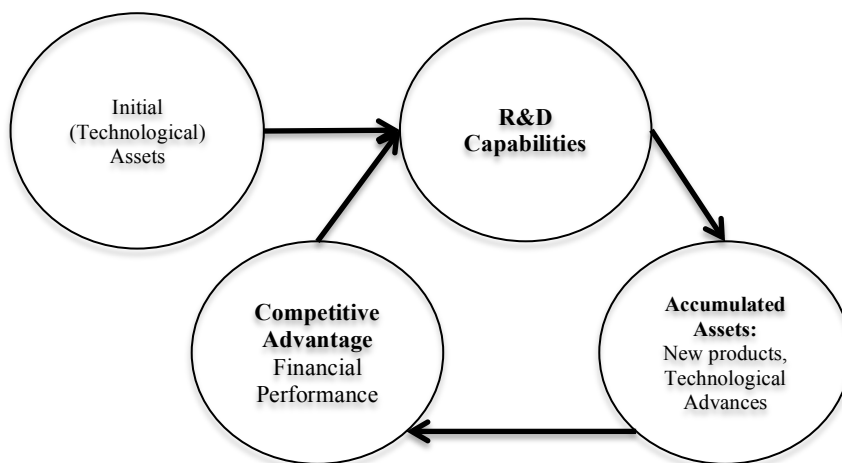 Initial
(Technological)
Assets
R&D
Capabilities
Competitive
Advantage
Financial
Performance
Accumulated
Assets:
New products,
Technological
Advances